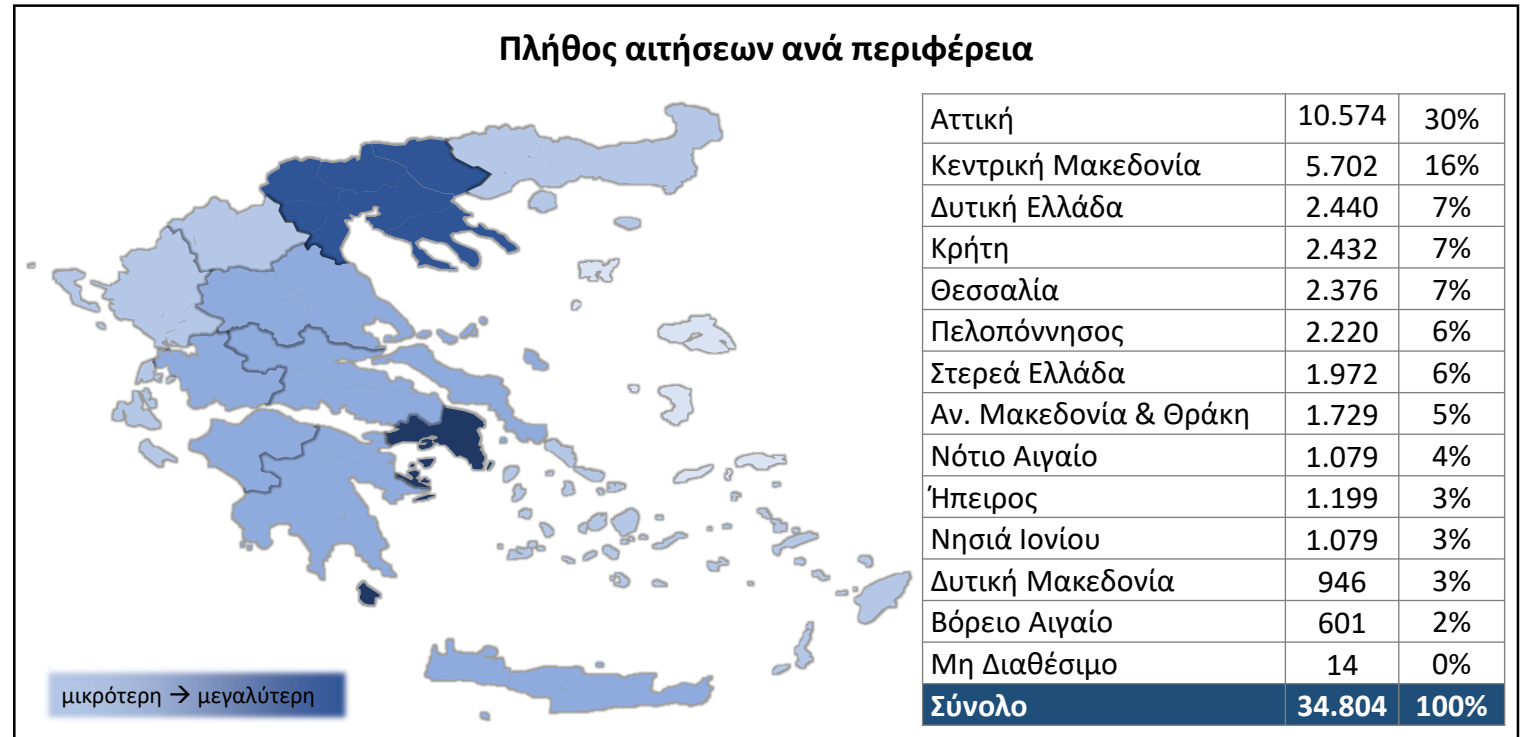 Πλήθος αιτήσεων ανά περιφέρεια
Αττική 10.574 30%
Κεντρική Μακεδονία 5.702 16%
Δυτική Ελλάδα 2.440 7%
Κρήτη 2.432 7%
Θεσσαλία 2.376 7%
Πελοπόννησος 2.220 6%
Στερεά Ελλάδα 1.972 6%
Αν. Μακεδονία & Θράκη 1.729 5%
Νότιο Αιγαίο 1.079 4%
Ήπειρος 1.199 3%
Νησιά Ιονίου 1.079 3%
Δυτική Μακεδονία 946 3%
Βόρειο Αιγαίο 601 2%
Μη Διαθέσιμο 14 0%
Σύνολο 34.804 100%
μικρότερη → μεγαλύτερη